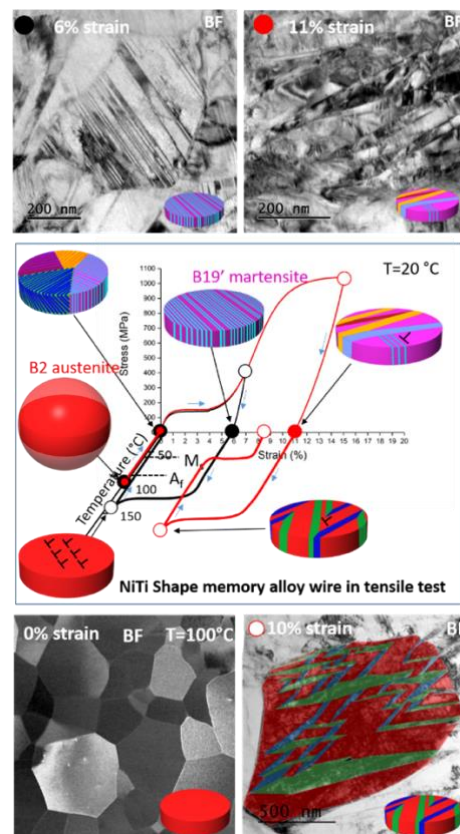 6% strain
BF
200 nm
11% strain
BF
200 nm
T=20 °C
B19′ martensite
B2 austenite
Stress (MPa)
1100
1000
900
800
700
600
500
400
300
200
100
0
0 1 2 3 4 5 6 7 8 9 10 11 12 13 14 15 16 17 18 19 20
Strain (%)
Temperature (°C)
50
100
150
Ms
Af
NiTi Shape memory alloy wire in tensile test
0% strain
BF
T=100°C
10% strain
BF
500 nm